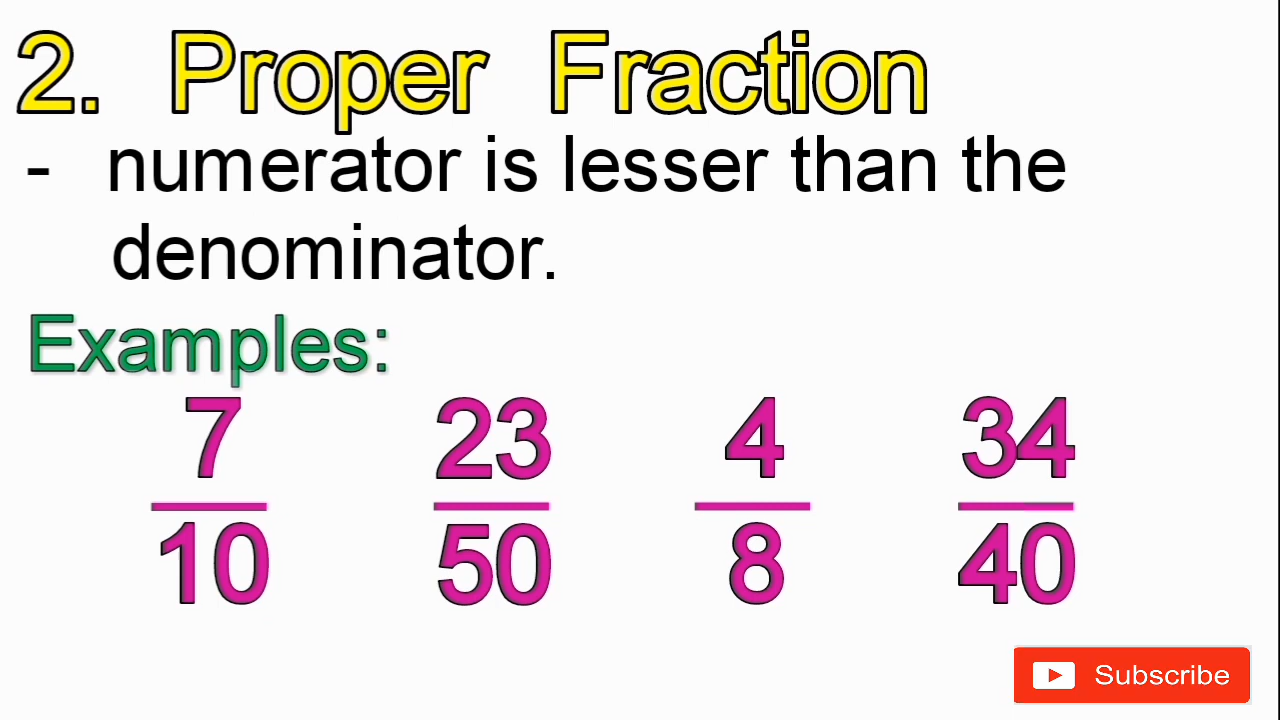 2. Proper Fraction
- numerator is lesser than the
denominator.
Examples:
7 23 4 34
10 50 8 40
Subscribe